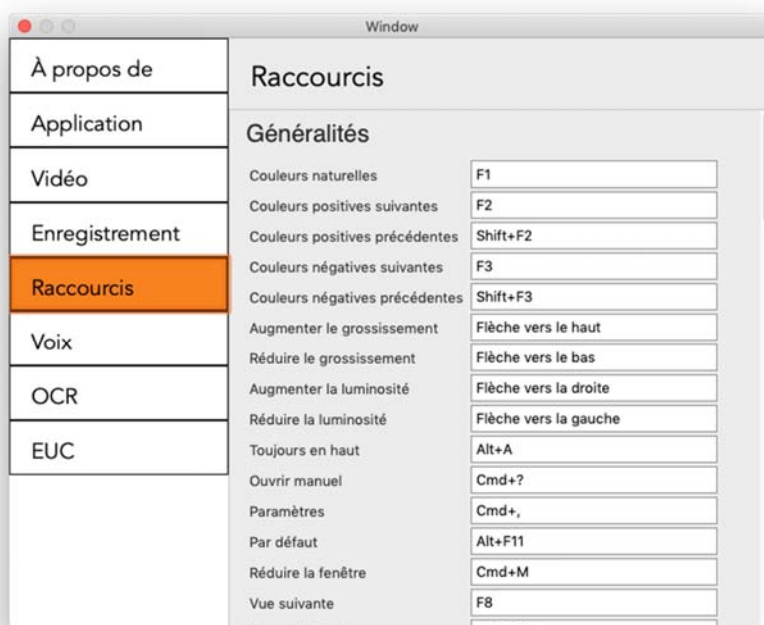 Window
À propos de
Application
Vidéo
Enregistrement
Raccourcis
Voix
OCR
EUC
Raccourcis
Généralités
Couleurs naturelles F1
Couleurs positives suivantes F2
Couleurs positives précédentes Shift+F2
Couleurs négatives suivantes F3
Couleurs négatives précédentes Shift+F3
Augmenter le grossissement Flèche vers le haut
Réduire le grossissement Flèche vers le bas
Augmenter la luminosité Flèche vers la droite
Réduire la luminosité Flèche vers la gauche
Toujours en haut Alt+A
Ouvrir manuel Cmd+?
Paramètres Cmd+,
Par défaut Alt+F11
Réduire la fenêtre Cmd+M
Vue suivante F8